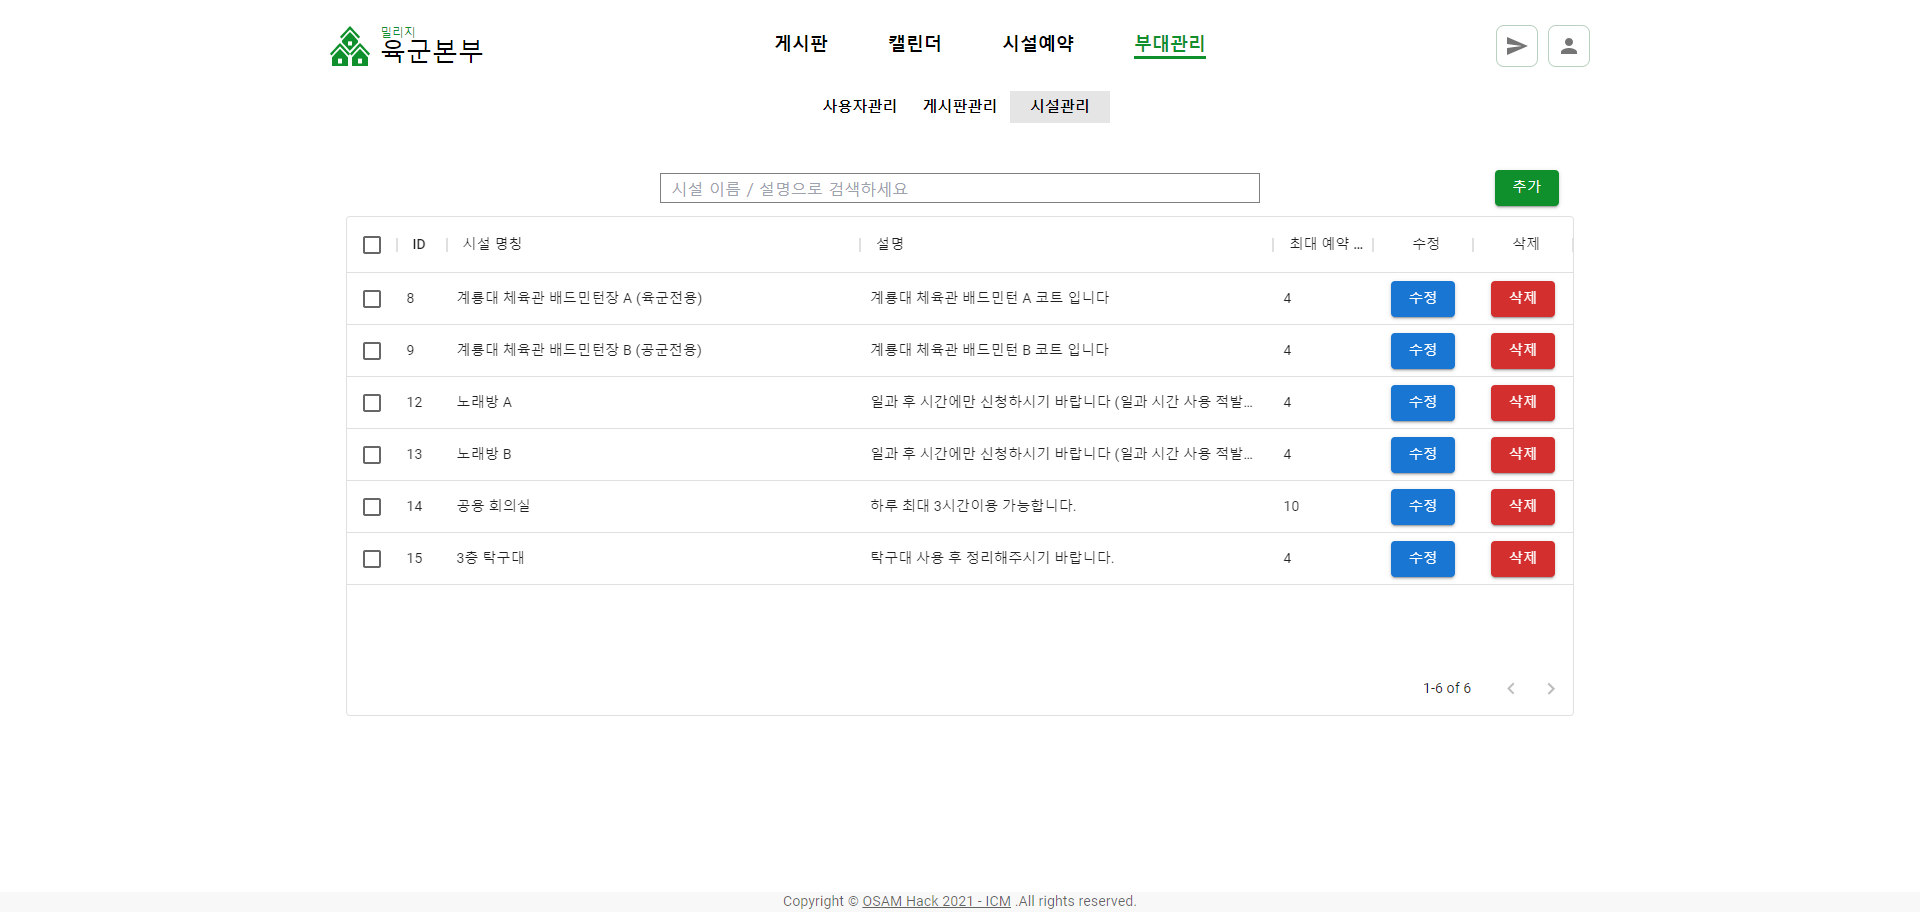 밀리지
육군본부
게시판 캘린더 시설예약 부대관리
사용자관리 게시판관리 시설관리
시설 이름 / 설명으로 검색하세요
추가
ID 시설 명칭 설명 최대 예약 ... 수정 삭제
8 계룡대 체육관 배드민턴장 A (육군전용) 계룡대 체육관 배드민턴 A 코트 입니다 4 수정 삭제
9 계룡대 체육관 배드민턴장 B (공군전용) 계룡대 체육관 배드민턴 B 코트 입니다 4 수정 삭제
12 노래방 A 일과 후 시간에만 신청하시기 바랍니다 (일과 시간 사용 적발... 4 수정 삭제
13 노래방 B 일과 후 시간에만 신청하시기 바랍니다 (일과 시간 사용 적발... 4 수정 삭제
14 공용 회의실 하루 최대 3시간이용 가능합니다. 10 수정 삭제
15 3층 탁구대 탁구대 사용 후 정리해주시기 바랍니다. 4 수정 삭제
1-6 of 6
Copyright © OSAM Hack 2021 - ICM .All rights reserved.